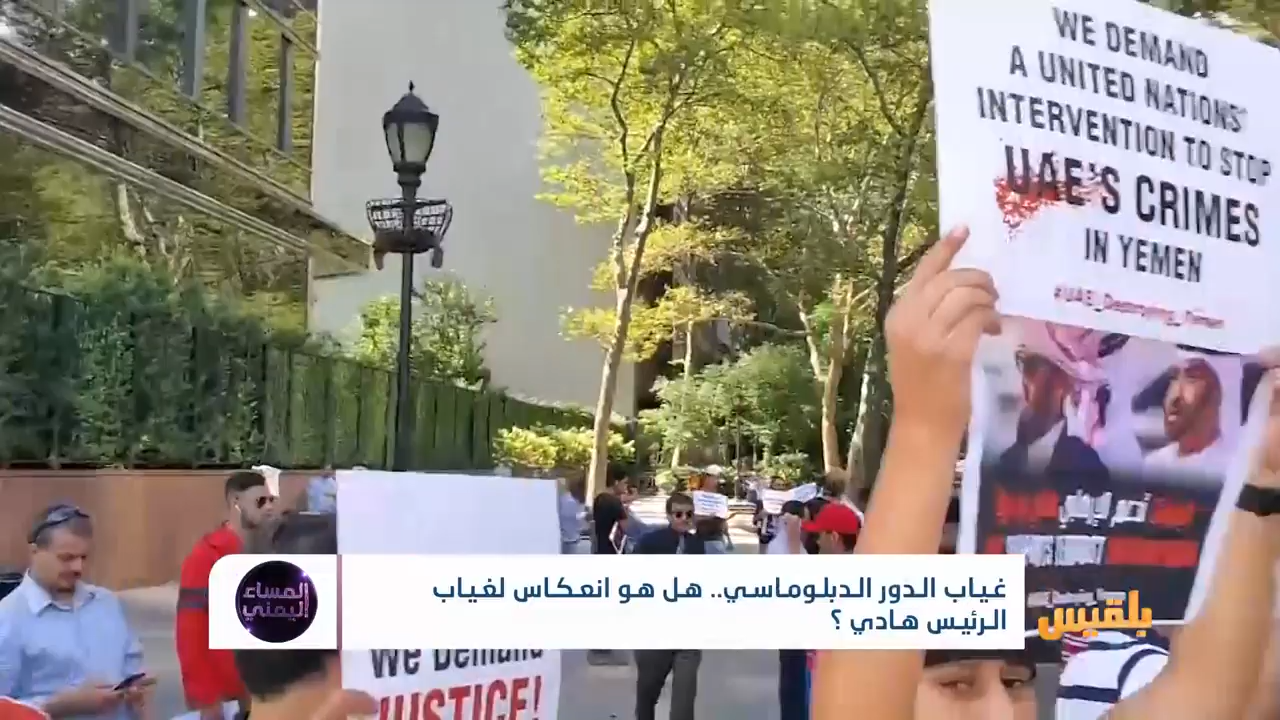 WE DEMAND
A UNITED NATIONS'
INTERVENTION TO STOP
UAE'S CRIMES
IN YEMEN
المساء
اليمني
غياب الدور الدبلوماسي.. هل هو انعكاس لغياب
الرئيس هادي ؟
بلقيس
We Demand
JUSTICE!